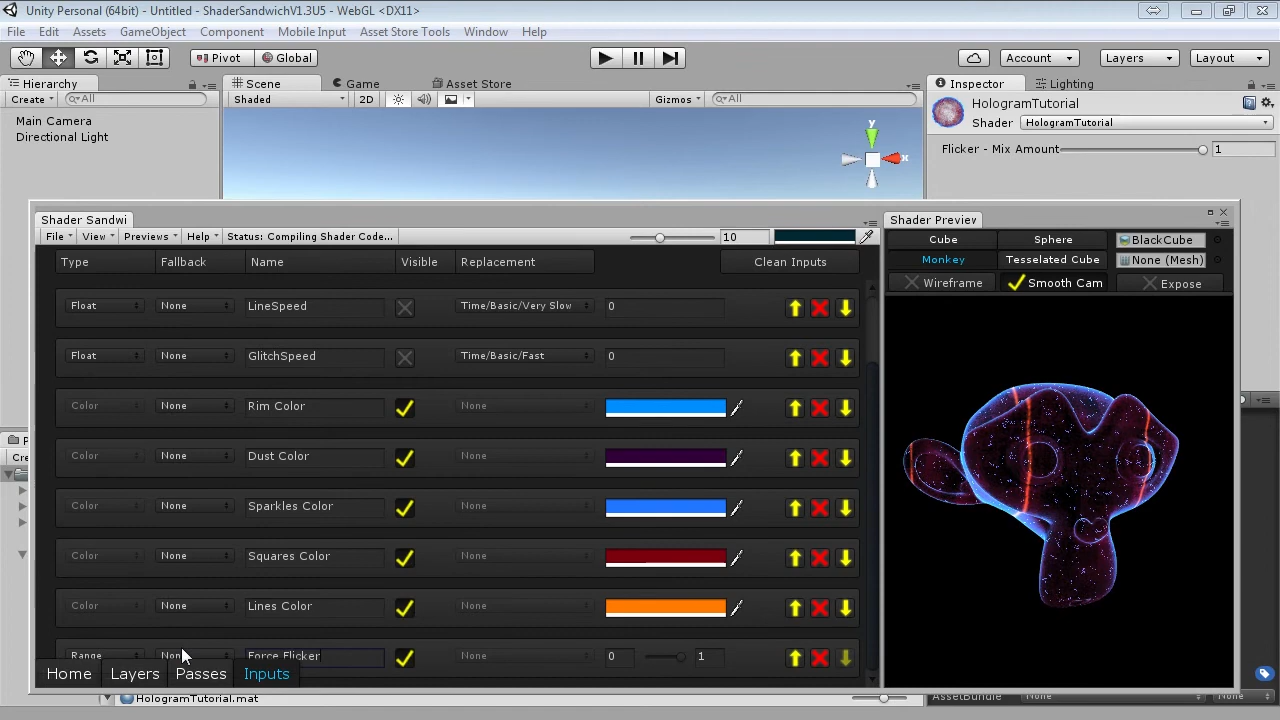 Unity Personal (64bit) - Untitled - ShaderSandwichV1.3U5 - WebGL <DX11>
File Edit Assets GameObject Component Mobile Input Asset Store Tools Window Help
Pivot Global Account Layers Layout
Hierarchy Scene Game Asset Store Inspector Lighting
Create All Shaded 2D Gizmos All HologramTutorial
Main Camera Shader HologramTutorial
Directional Light y x Flicker - Mix Amount 1
Shader Sandwi Shader Preview
File View Previews Help Status: Compiling Shader Code... 10 Cube Sphere BlackCube
Type Fallback Name Visible Replacement Clean Inputs Monkey Tesselated Cube None (Mesh)
Wireframe Smooth Cam Expose
Float None LineSpeed Time/Basic/Very Slow 0
Float None GlitchSpeed Time/Basic/Fast 0
Color None Rim Color None
Color None Dust Color None
Color None Sparkles Color None
Color None Squares Color None
Color None Lines Color None
Range None Force Flicker None 0 1
Home Layers Passes Inputs
HologramTutorial.mat AssetBundle None None